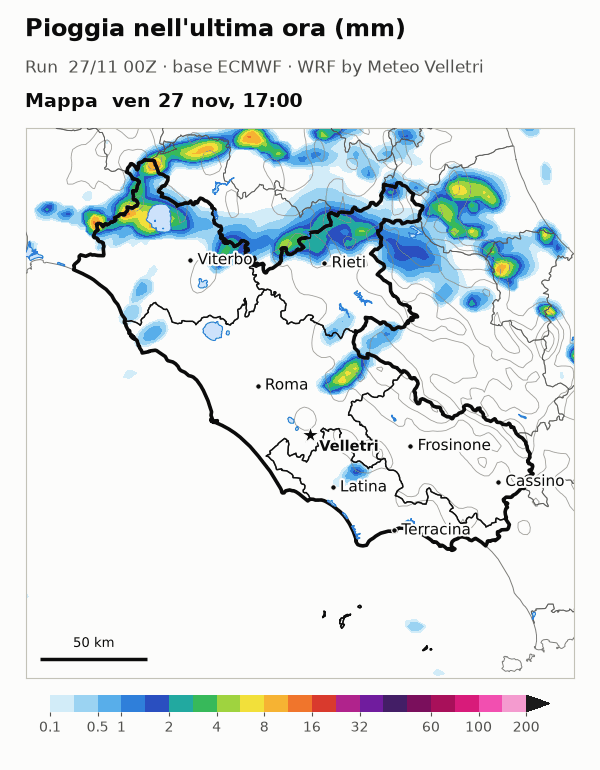 Pioggia nell'ultima ora (mm)
Run  27/11 00Z · base ECMWF · WRF by Meteo Velletri
Mappa  ven 27 nov, 17:00
Viterbo
Rieti
Roma
Velletri
Frosinone
Latina
Cassino
Terracina
50 km
0.1 0.5 1 2 4 8 16 32 60 100 200